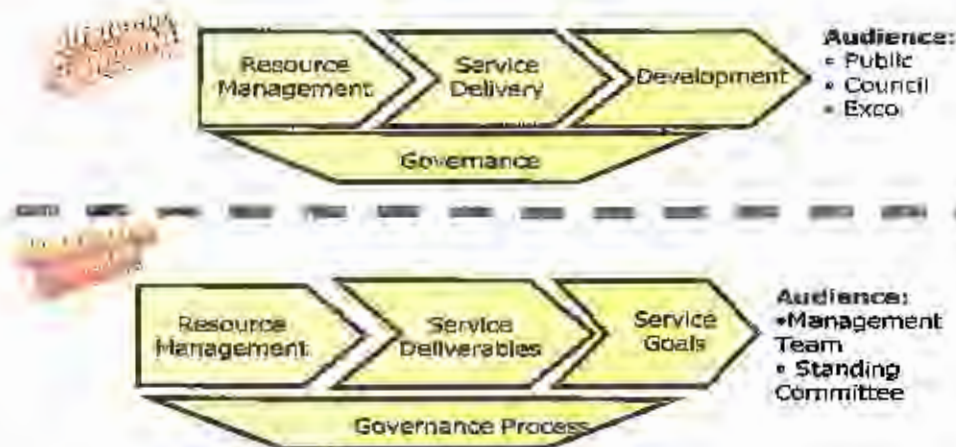 Resource
Management
Service
Delivery
Development
Governance
Audience:
• Public
• Council
• Exco
Resource
Management
Service
Deliverables
Service
Goals
Governance Process
Audience:
•Management
Team
• Standing
Committee